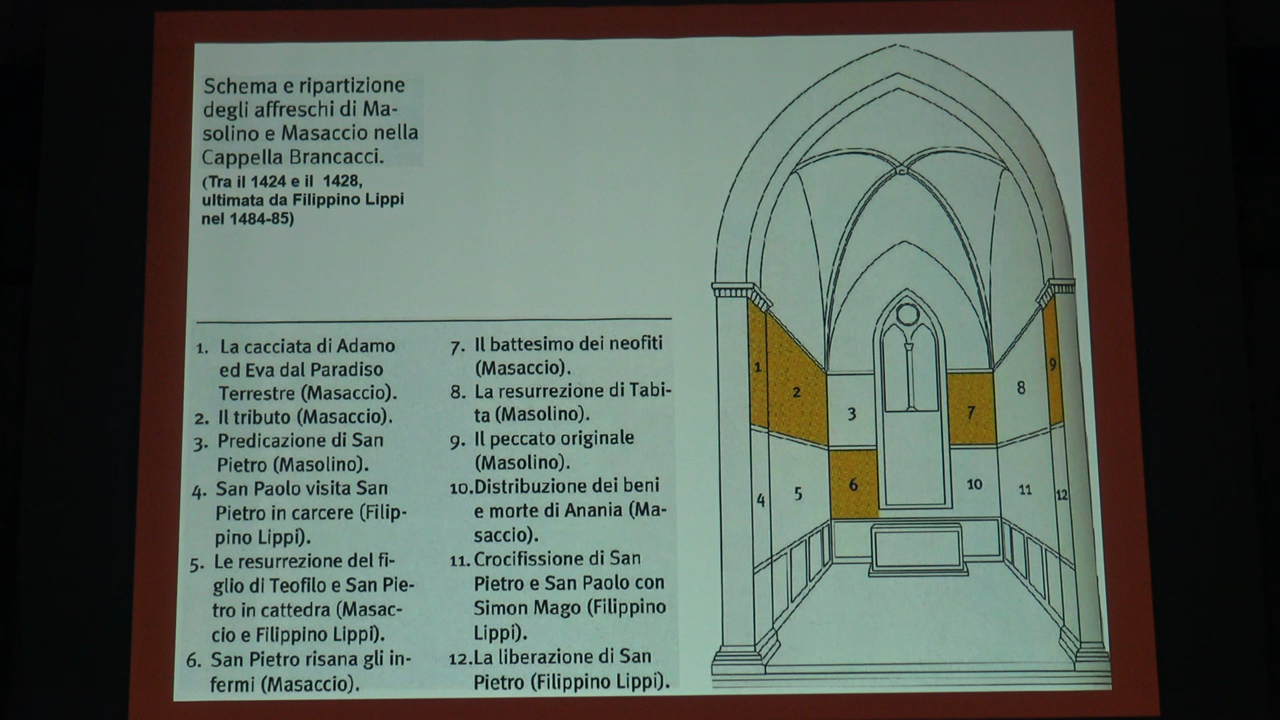 Schema e ripartizione
degli affreschi di Ma-
solino e Masaccio nella
Cappella Brancacci.
(Tra il 1424 e il 1428,
ultimata da Filippino Lippi
nel 1484-85)
1. La cacciata di Adamo
ed Eva dal Paradiso
Terrestre (Masaccio).
2. Il tributo (Masaccio).
3. Predicazione di San
Pietro (Masolino).
4. San Paolo visita San
Pietro in carcere (Filip-
pino Lippi).
5. Le resurrezione del fi-
glio di Teofilo e San Pie-
tro in cattedra (Masac-
cio e Filippino Lippi).
6. San Pietro risana gli in-
fermi (Masaccio).
7. Il battesimo dei neofiti
(Masaccio).
8. La resurrezione di Tabi-
ta (Masolino).
9. Il peccato originale
(Masolino).
10. Distribuzione dei beni
e morte di Anania (Ma-
saccio).
11. Crocifissione di San
Pietro e San Paolo con
Simon Mago (Filippino
Lippi).
12. La liberazione di San
Pietro (Filippino Lippi).
1
2
3
7
8
9
4
5
6
10
11
12